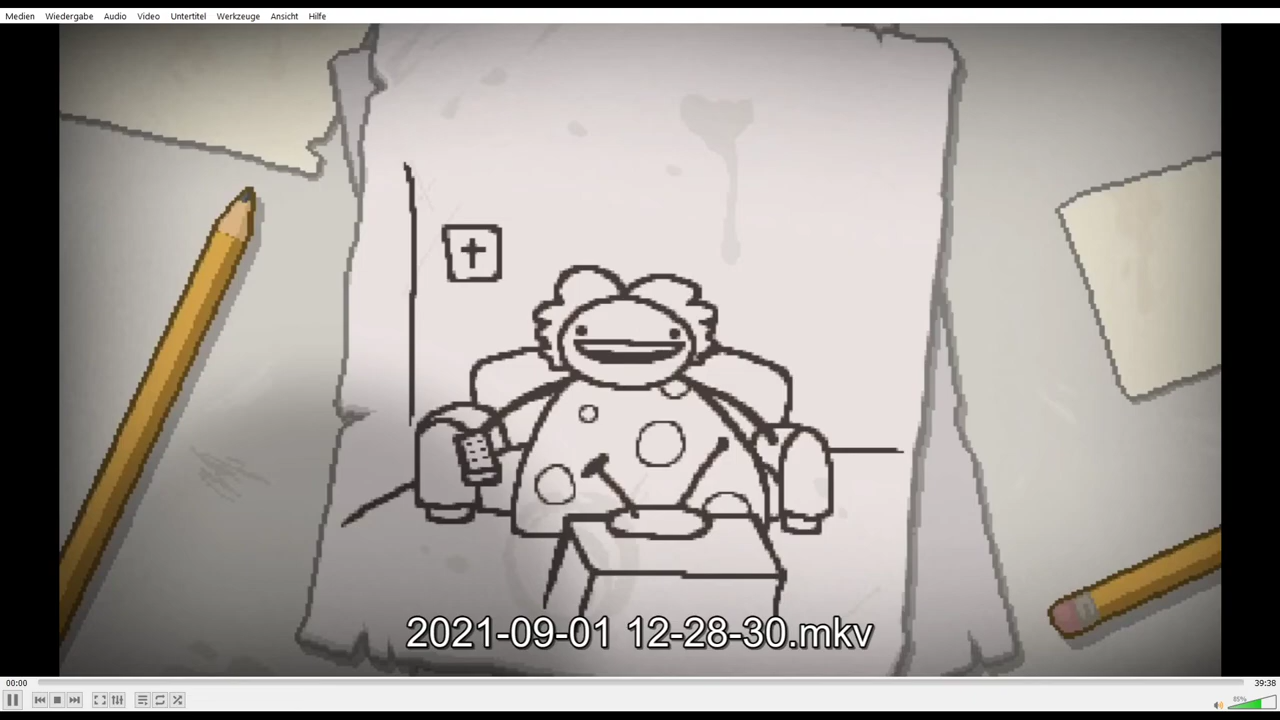 Medien Wiedergabe Audio Video Untertitel Werkzeuge Ansicht Hilfe
2021-09-01 12-28-30.mkv
00:00 39:38
85%